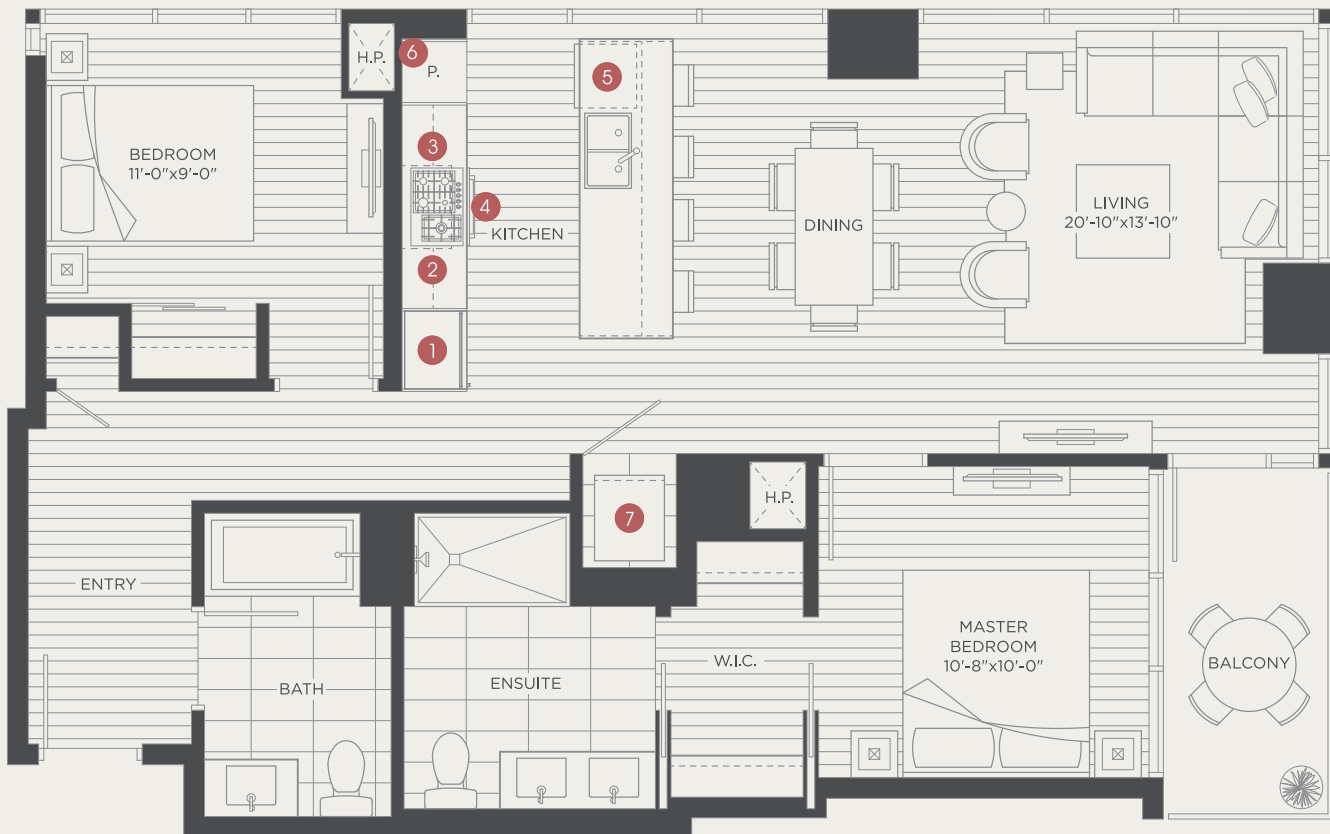 H.P.
6
P.
5
BEDROOM
11'-0"x9'-0"
3
4
KITCHEN
2
1
DINING
LIVING
20'-10"x13'-10"
7
H.P.
ENTRY
BATH
ENSUITE
W.I.C.
MASTER
BEDROOM
10'-8"x10'-0"
BALCONY